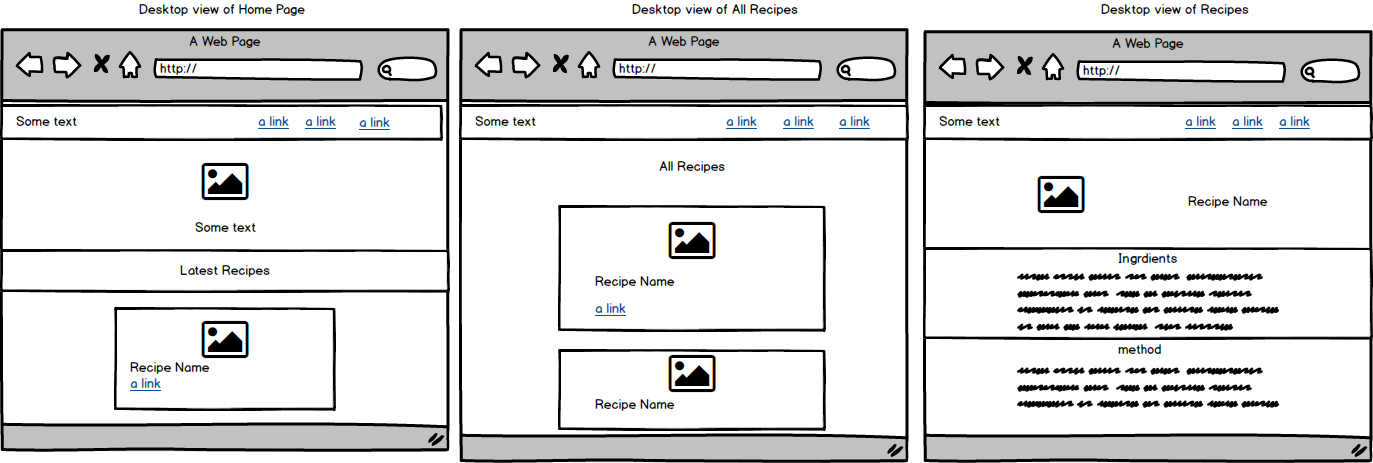 Desktop view of Home Page
A Web Page
http://
Some text
a link a link a link
Some text
Latest Recipes
Recipe Name
a link
Desktop view of All Recipes
A Web Page
http://
Some text
a link a link a link
All Recipes
Recipe Name
a link
Recipe Name
Desktop view of Recipes
A Web Page
http://
Some text
a link a link a link
Recipe Name
Ingrdients
method